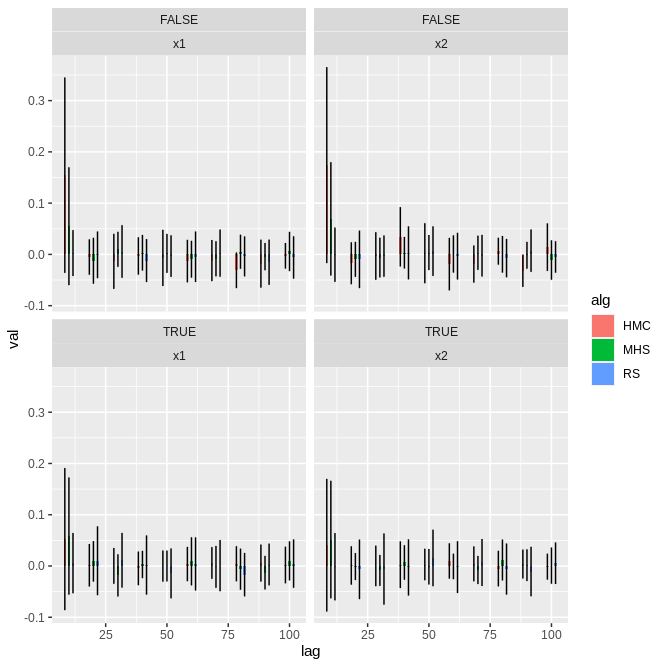 FALSE
FALSE
x1
x2
0.3
0.2
0.1
0.0
-0.1
TRUE
TRUE
x1
x2
0.3
0.2
0.1
0.0
-0.1
25
50
75
100
25
50
75
100
lag
val
alg
HMC
MHS
RS